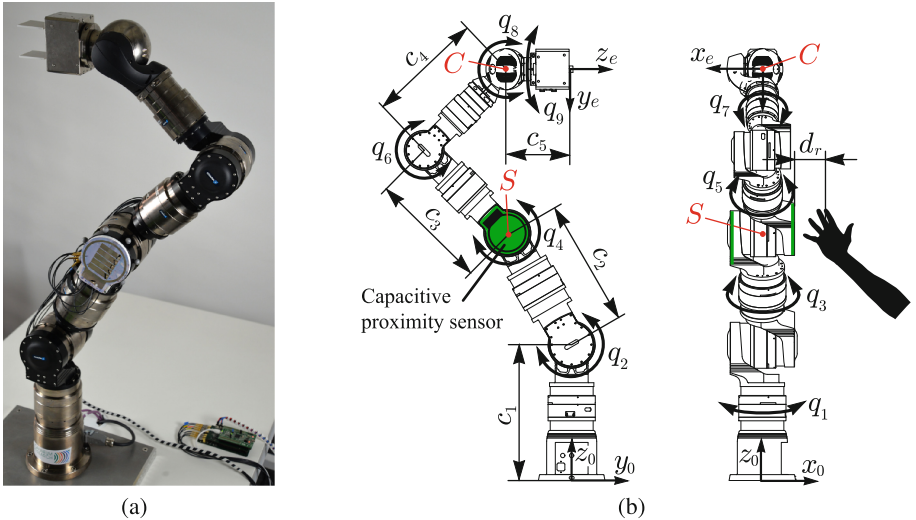 q8
C
ze
ye
q9
c4
c5
q6
S
c3
q4
c2
Capacitive
proximity sensor
q2
c1
z0
y0
xe
C
q7
dr
q5
S
q3
q1
z0
x0
(a)
(b)